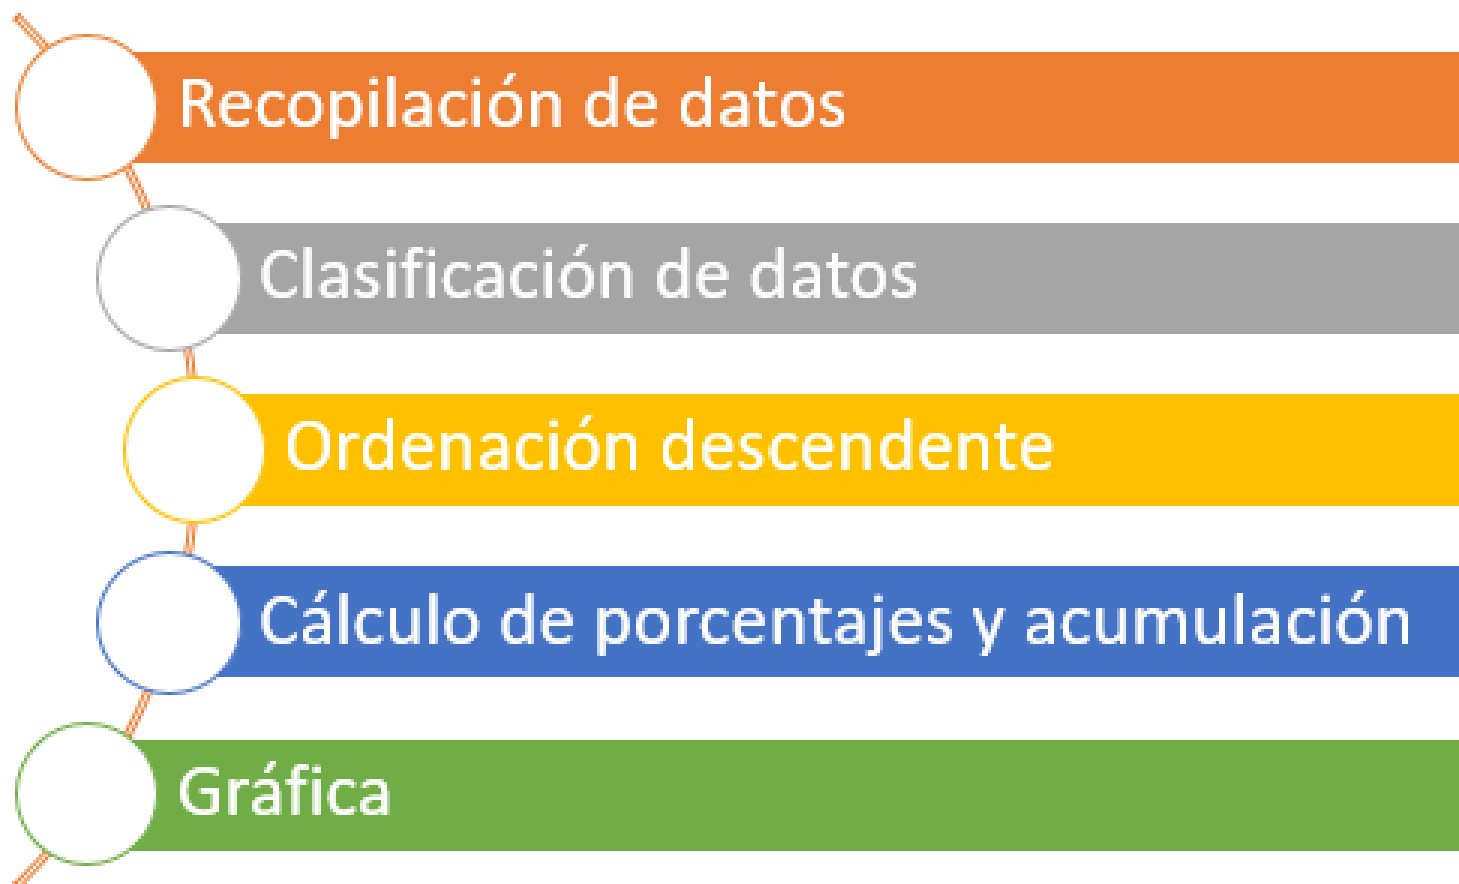 Recopilación de datos
Clasificación de datos
Ordenación descendente
Cálculo de porcentajes y acumulación
Gráfica